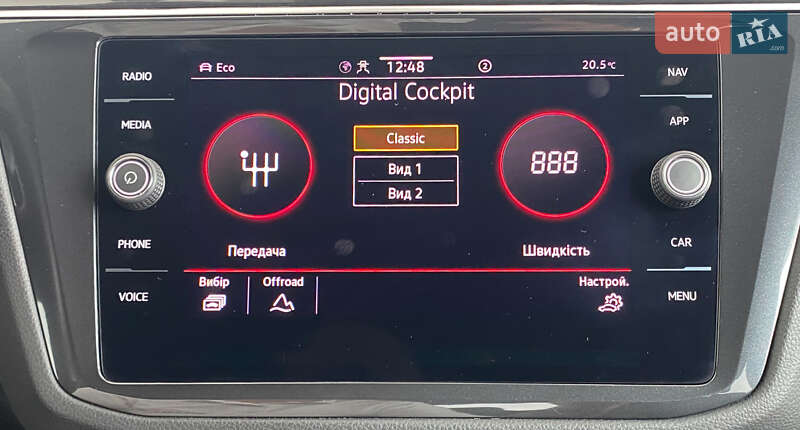 auto RIA .com
RADIO
Eco
12:48
2
20.5°C
NAV
Digital Cockpit
MEDIA
APP
Classic
888
Вид 1
Вид 2
PHONE
Передача
Швидкість
CAR
Вибір
Offroad
Настрой.
VOICE
MENU